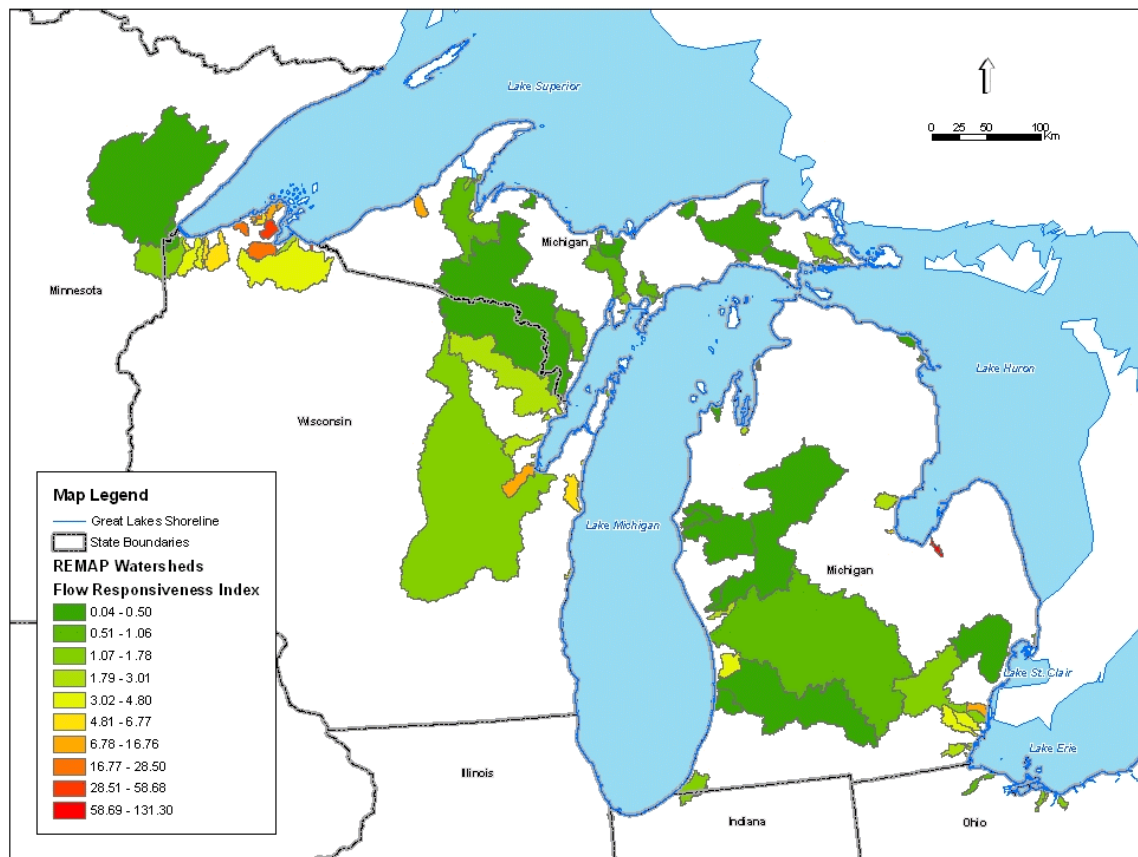 Lake Superior
0 25 50 100
Km
Michigan
Minnesota
Lake Huron
Wisconsin
Lake Michigan
Michigan
Lake St. Clair
Lake Erie
Illinois
Indiana
Ohio
Map Legend
Great Lakes Shoreline
State Boundaries
REMAP Watersheds
Flow Responsiveness Index
0.04 - 0.50
0.51 - 1.06
1.07 - 1.78
1.79 - 3.01
3.02 - 4.80
4.81 - 6.77
6.78 - 16.76
16.77 - 28.50
28.51 - 58.68
58.69 - 131.30